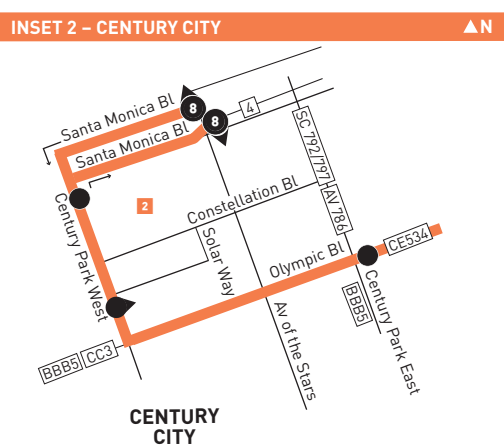 INSET 2 – CENTURY CITY
▲N
Santa Monica Bl
8
8
4
Santa Monica Bl
SC 792/797
AV 786
2
Constellation Bl
Century Park West
Solar Way
Olympic Bl
CE534
Av of the Stars
BBB5
Century Park East
BBB5
CC3
CENTURY
CITY